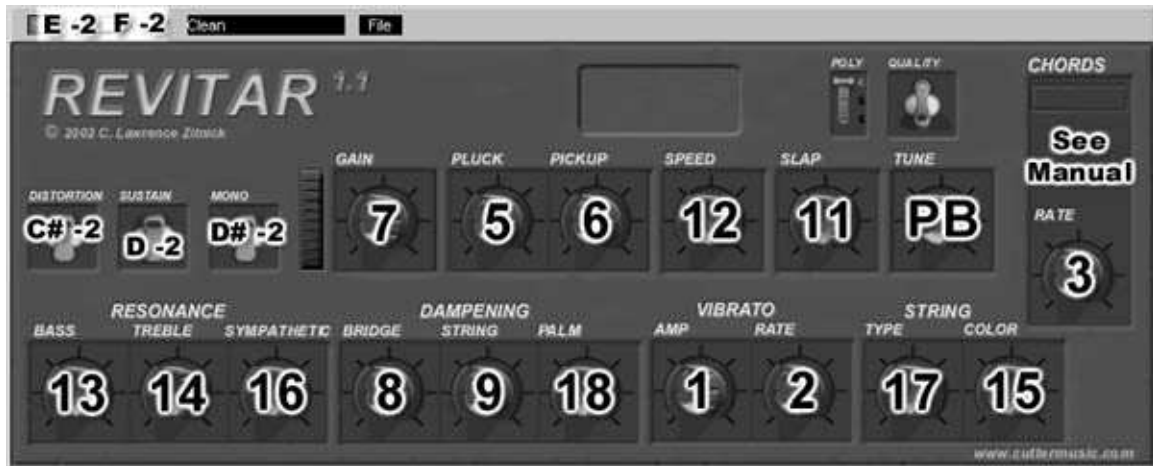 E -2 F -2 Clean File
REVITAR 1.1
© 2002 C. Lawrence Zitnick
POLY QUALITY CHORDS
See
Manual
GAIN PLUCK PICKUP SPEED SLAP TUNE
7 5 6 12 11 PB
DISTORTION SUSTAIN MONO
C# -2 D -2 D# -2
RATE
3
RESONANCE DAMPENING VIBRATO STRING
BASS TREBLE SYMPATHETIC BRIDGE STRING PALM AMP RATE TYPE COLOR
13 14 16 8 9 18 1 2 17 15
www.cuttermusic.com